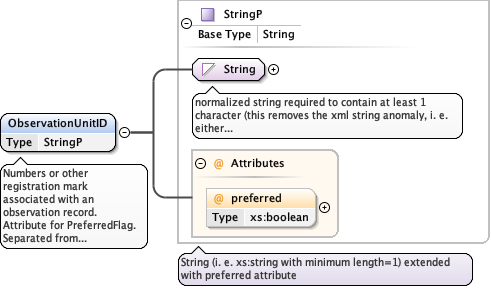 StringP
Base Type String
String
normalized string required to contain at least 1
character (this removes the xml string anomaly, i. e.
either...
ObservationUnitID
Type StringP
Numbers or other
registration mark
associated with an
observation record.
Attribute for PreferredFlag.
Separated from...
@ Attributes
@ preferred
Type xs:boolean
String (i. e. xs:string with minimum length=1) extended
with preferred attribute